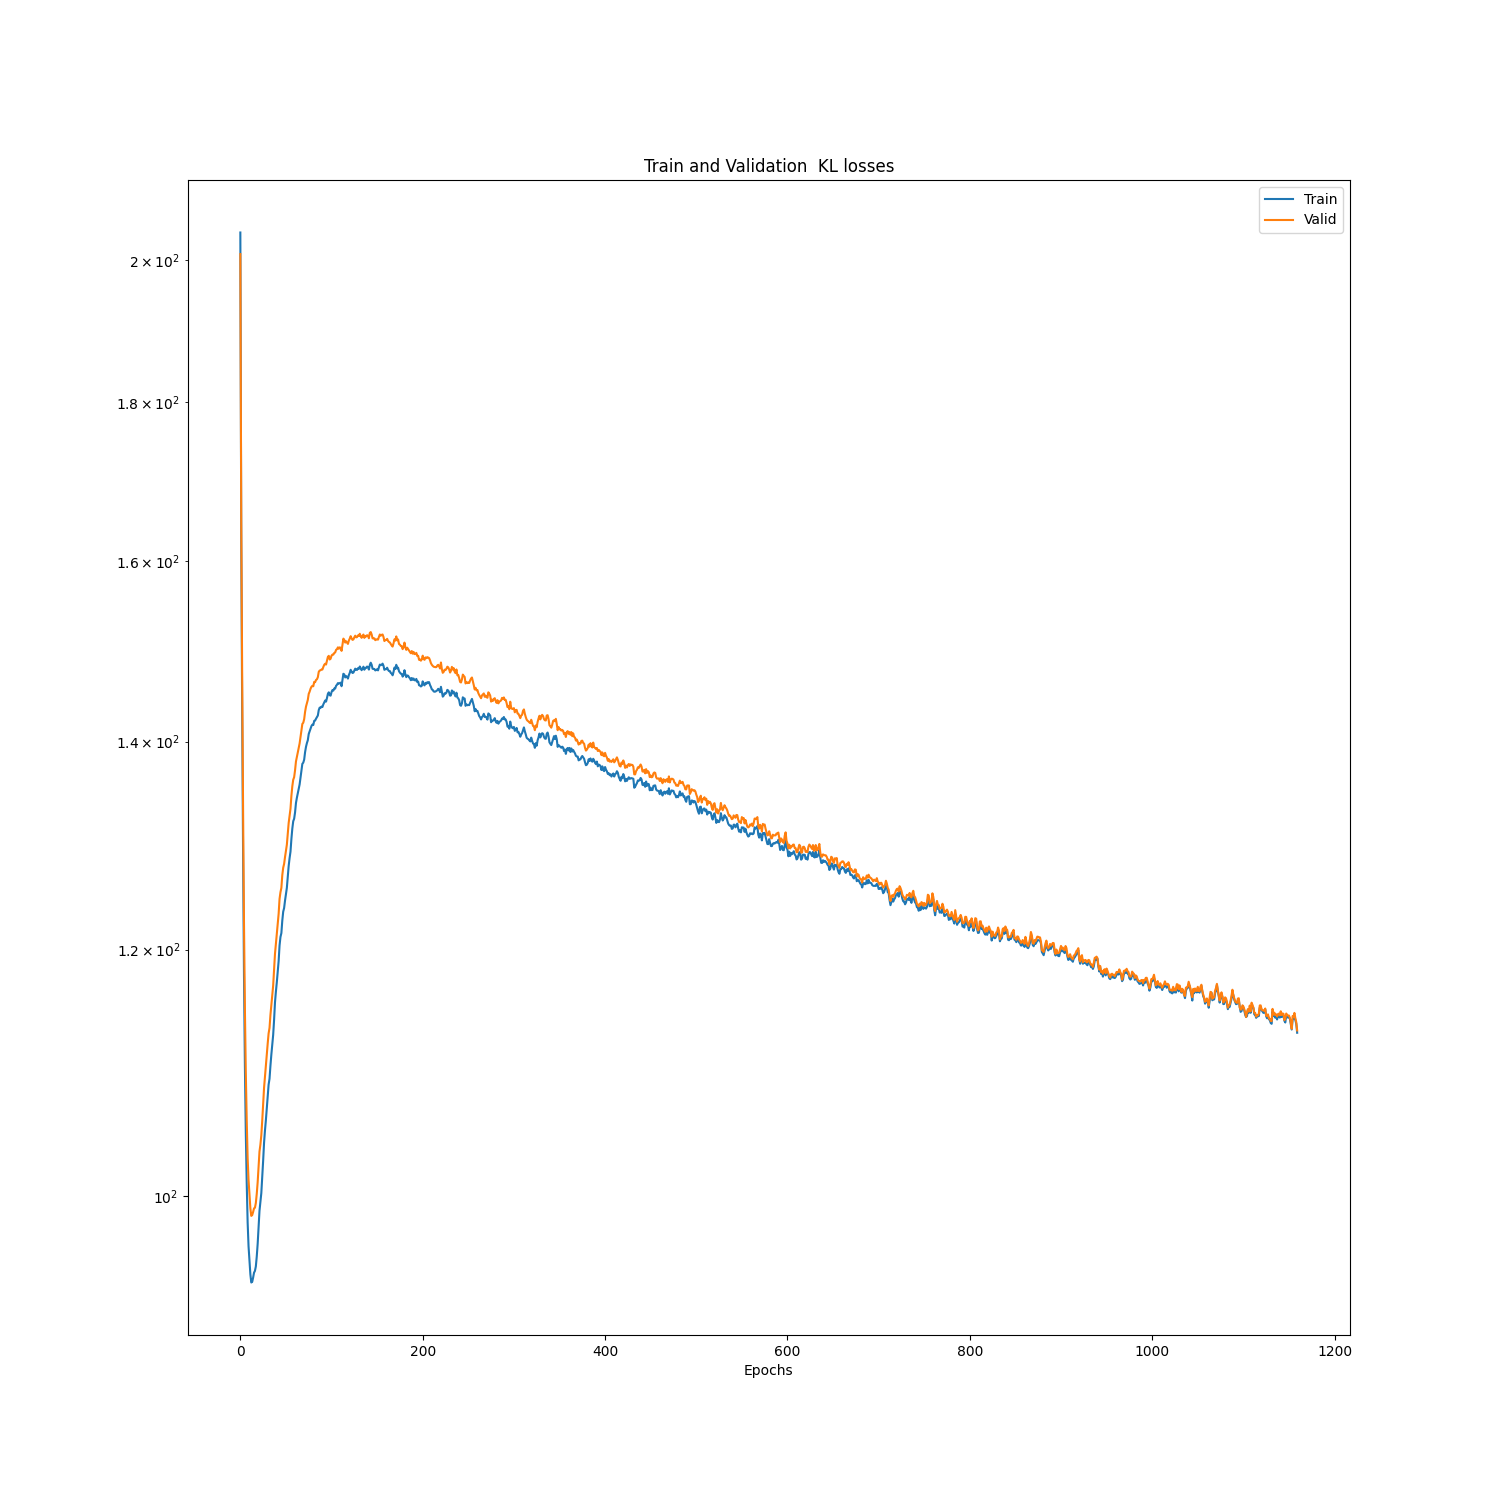 Train and Validation  KL losses
Train
Valid
2 × 10²
1.8 × 10²
1.6 × 10²
1.4 × 10²
1.2 × 10²
10²
0 200 400 600 800 1000 1200
Epochs